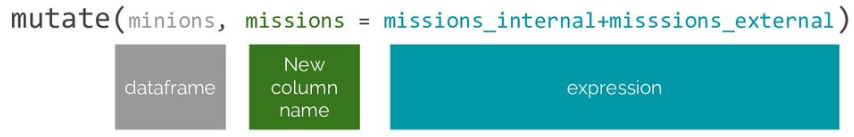 mutate(minions, missions = missions_internal+misssions_external)
dataframe
New
column
name
expression